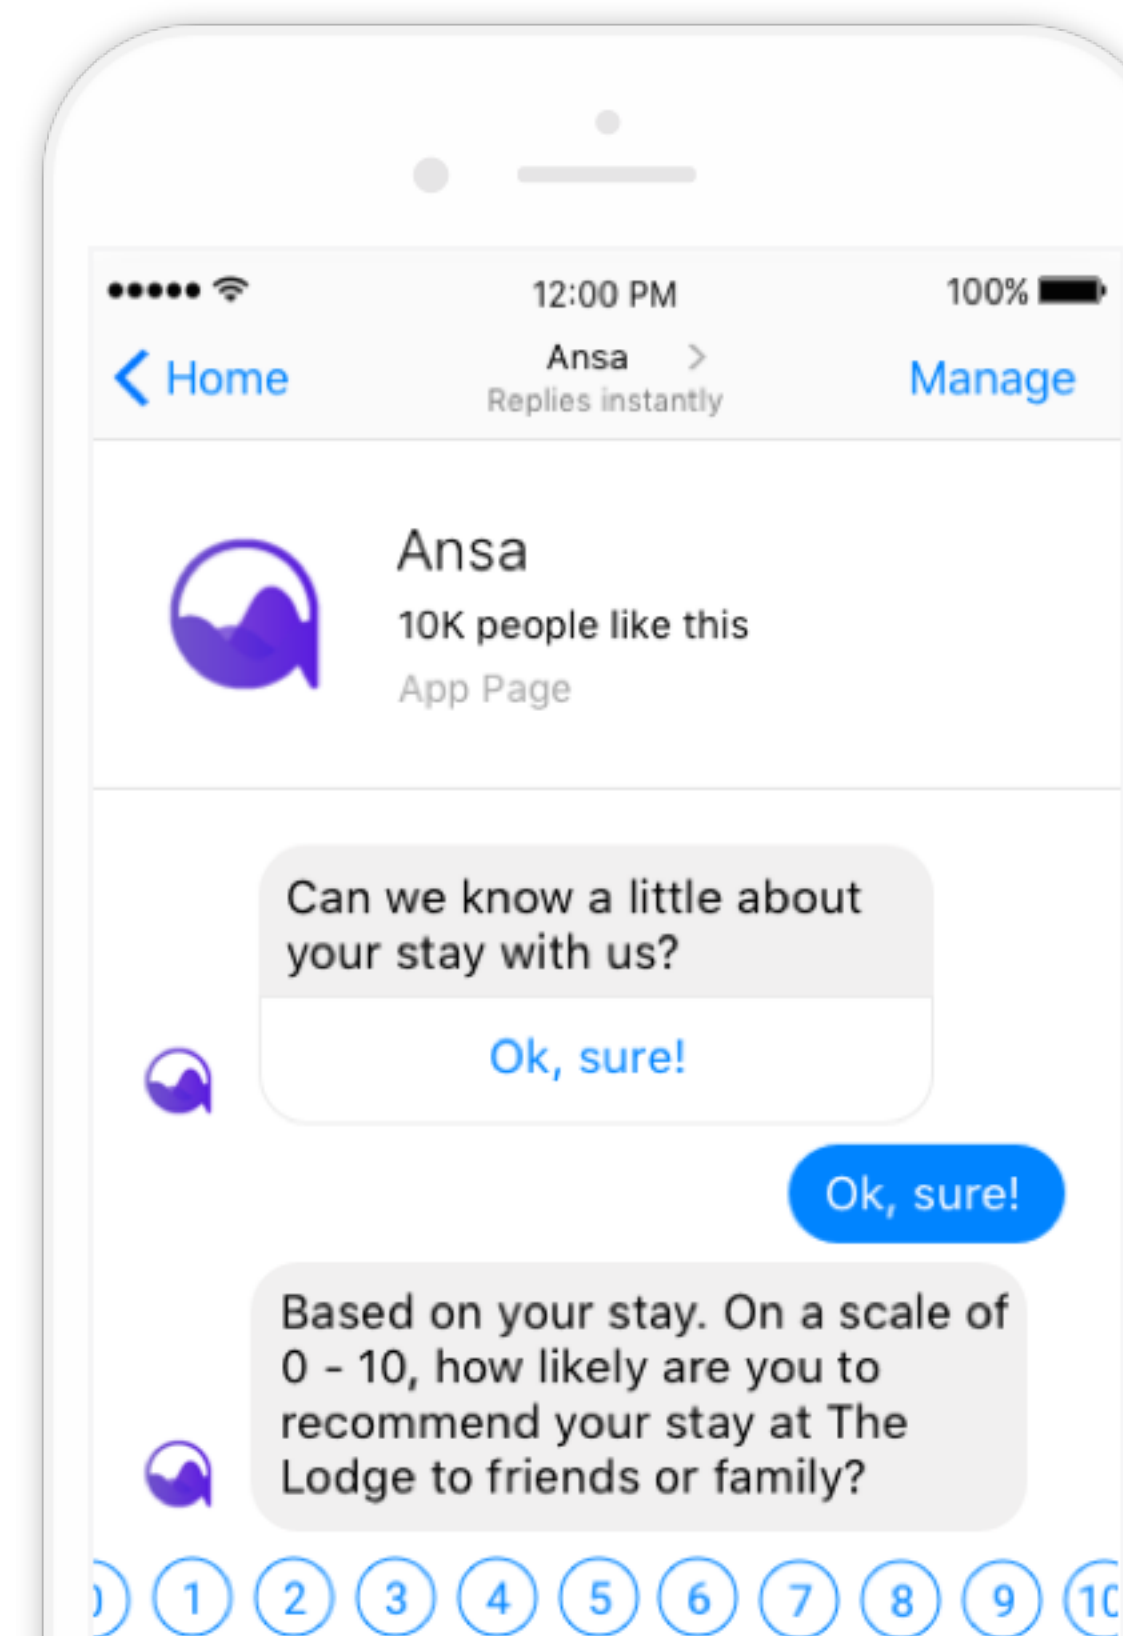 12:00 PM
100%
Home
Ansa
Manage
Replies instantly
Ansa
10K people like this
App Page
Can we know a little about
your stay with us?
Ok, sure!
Ok, sure!
Based on your stay. On a scale of
0 - 10, how likely are you to
recommend your stay at The
Lodge to friends or family?
0 1 2 3 4 5 6 7 8 9 10